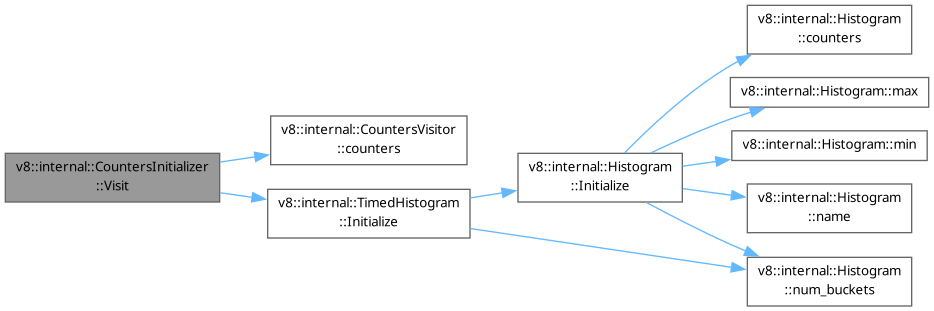 v8::internal::CountersInitializer
::Visit
v8::internal::CountersVisitor
::counters
v8::internal::TimedHistogram
::Initialize
v8::internal::Histogram
::Initialize
v8::internal::Histogram
::counters
v8::internal::Histogram::max
v8::internal::Histogram::min
v8::internal::Histogram
::name
v8::internal::Histogram
::num_buckets